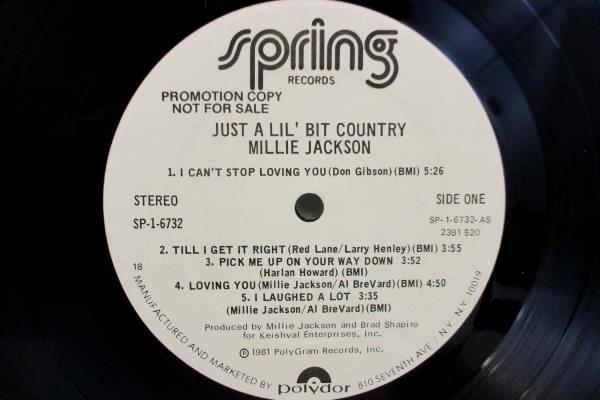 spring
RECORDS
PROMOTION COPY
NOT FOR SALE
JUST A LIL' BIT COUNTRY
MILLIE JACKSON
1. I CAN'T STOP LOVING YOU (Don Gibson) (BMI) 5:26
STEREO
SIDE ONE
SP-1-6732
SP-1-6732-AS
2391 520
2. TILL I GET IT RIGHT (Red Lane/Larry Henley) (BMI) 3:55
3. PICK ME UP ON YOUR WAY DOWN 3:52
(Harlan Howard) (BMI)
4. LOVING YOU (Millie Jackson/Al BreVard) (BMI) 4:50
5. I LAUGHED A LOT 3:35
(Millie Jackson/Al BreVard) (BMI)
18
Produced by Millie Jackson and Brad Shapiro
for Keishval Enterprises, Inc.
℗ 1981 PolyGram Records, Inc.
MANUFACTURED AND MARKETED BY polydor 810 SEVENTH AVE / N.Y. N.Y. 10019